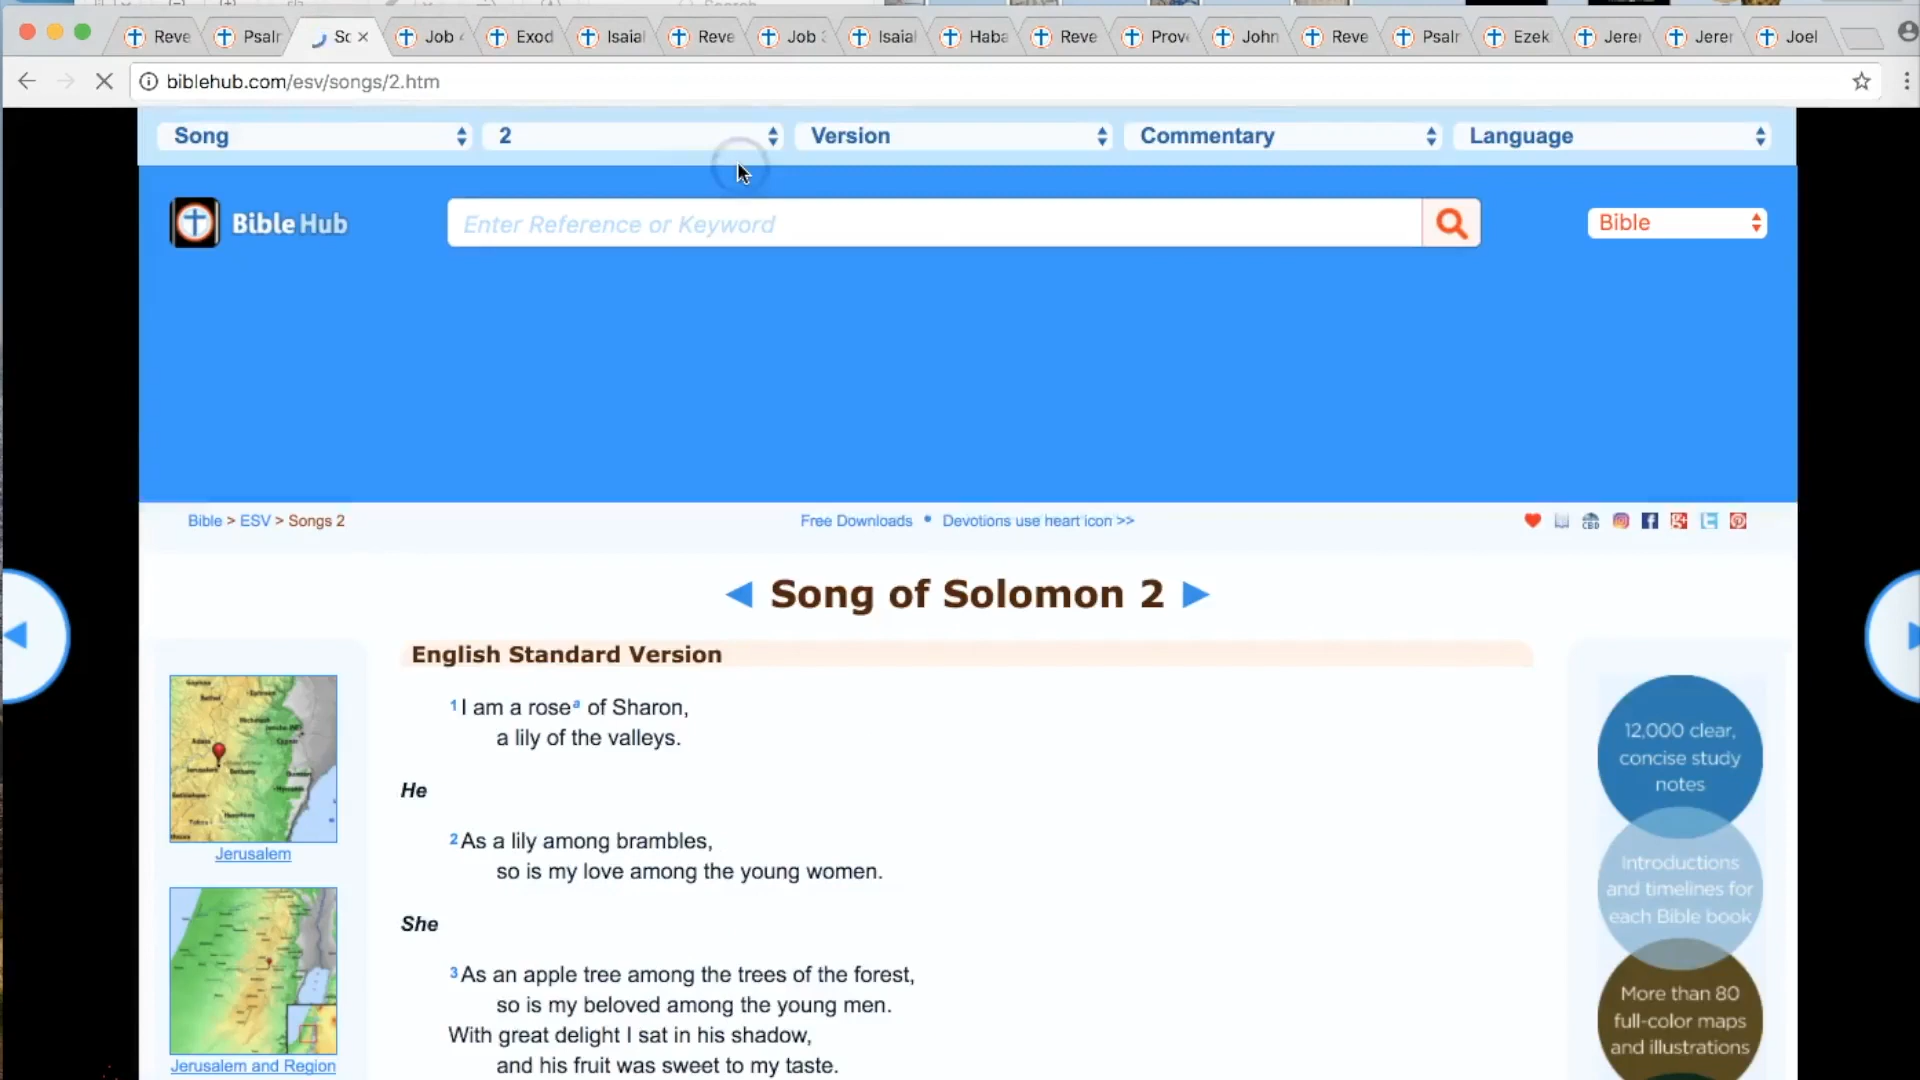 Reve
Psalr
Sc
Job
Exod
Isaial
Reve
Job
Isaial
Haba
Reve
Prov
John
Reve
Psalr
Ezek
Jerer
Jerer
Joel
biblehub.com/esv/songs/2.htm
Song
2
Version
Commentary
Language
Bible Hub
Enter Reference or Keyword
Bible
Bible > ESV > Songs 2
Free Downloads • Devotions use heart icon >>
CBD
◄ Song of Solomon 2 ►
English Standard Version
1 I am a rose a of Sharon,
a lily of the valleys.
He
2 As a lily among brambles,
so is my love among the young women.
She
3 As an apple tree among the trees of the forest,
so is my beloved among the young men.
With great delight I sat in his shadow,
and his fruit was sweet to my taste.
Jerusalem
Jerusalem and Region
12,000 clear,
concise study
notes
Introductions
and timelines for
each Bible book
More than 80
full-color maps
and illustrations